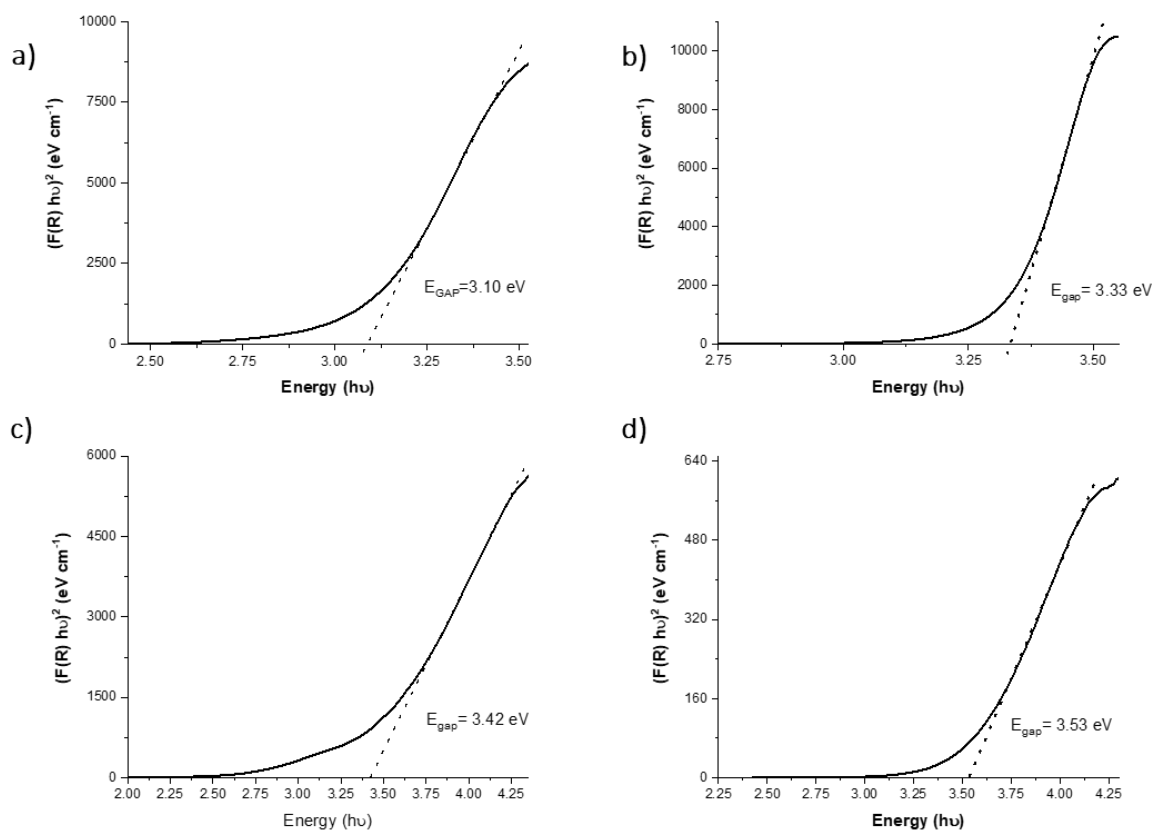 a)
10000
7500
5000
2500
0
(F(R) hυ)² (eV cm⁻¹)
E_GAP=3.10 eV
2.50 2.75 3.00 3.25 3.50
Energy (hυ)
b)
10000
8000
6000
4000
2000
0
(F(R) hυ)² (eV cm⁻¹)
E_gap= 3.33 eV
2.75 3.00 3.25 3.50
Energy (hυ)
c)
6000
4500
3000
1500
0
(F(R) hυ)² (eV cm⁻¹)
E_gap= 3.42 eV
2.00 2.25 2.50 2.75 3.00 3.25 3.50 3.75 4.00 4.25
Energy (hυ)
d)
640
480
320
160
0
(F(R) hυ)² (eV cm⁻¹)
E_gap= 3.53 eV
2.25 2.50 2.75 3.00 3.25 3.50 3.75 4.00 4.25
Energy (hυ)